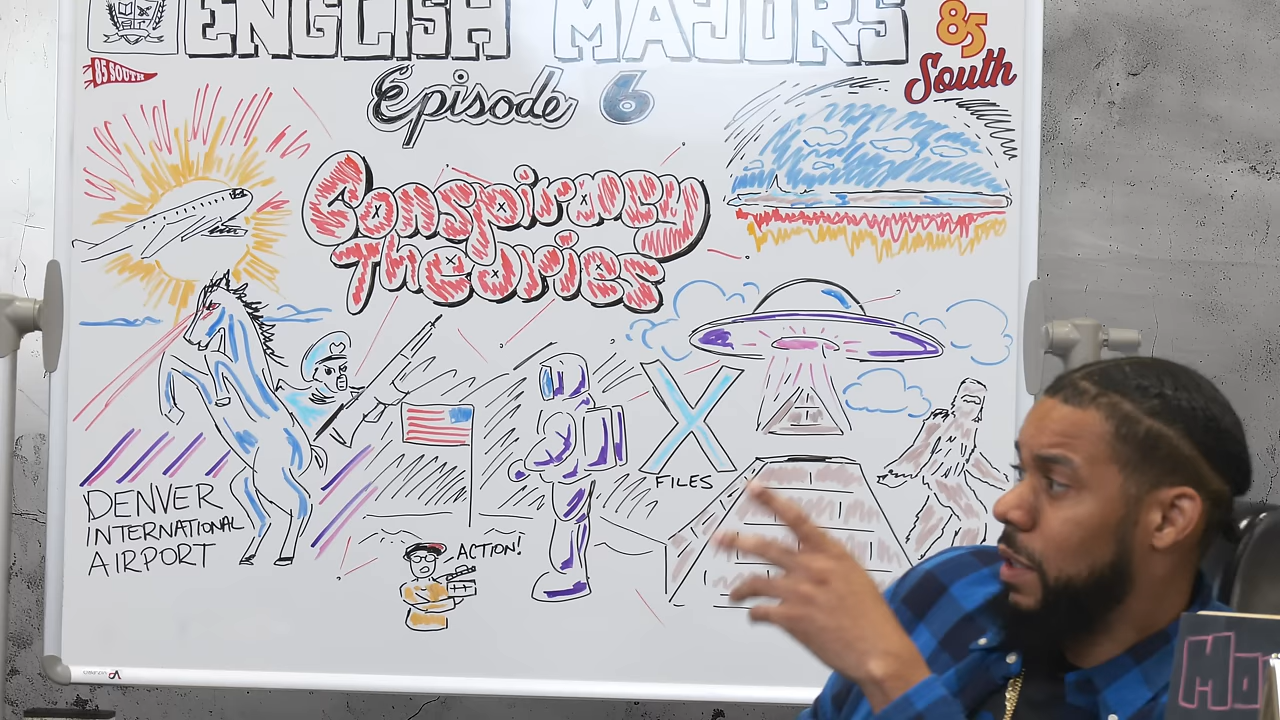 ENGLISH MAJORS
85 SOUTH
85
South
Episode 6
Conspiracy
Theories
X
FILES
DENVER
INTERNATIONAL
AIRPORT
ACTION!